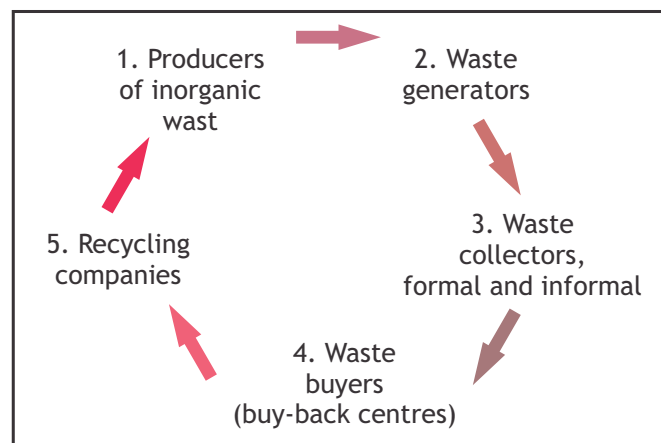 1. Producers
of inorganic
wast
2. Waste
generators
3. Waste
collectors,
formal and informal
4. Waste
buyers
(buy-back centres)
5. Recycling
companies